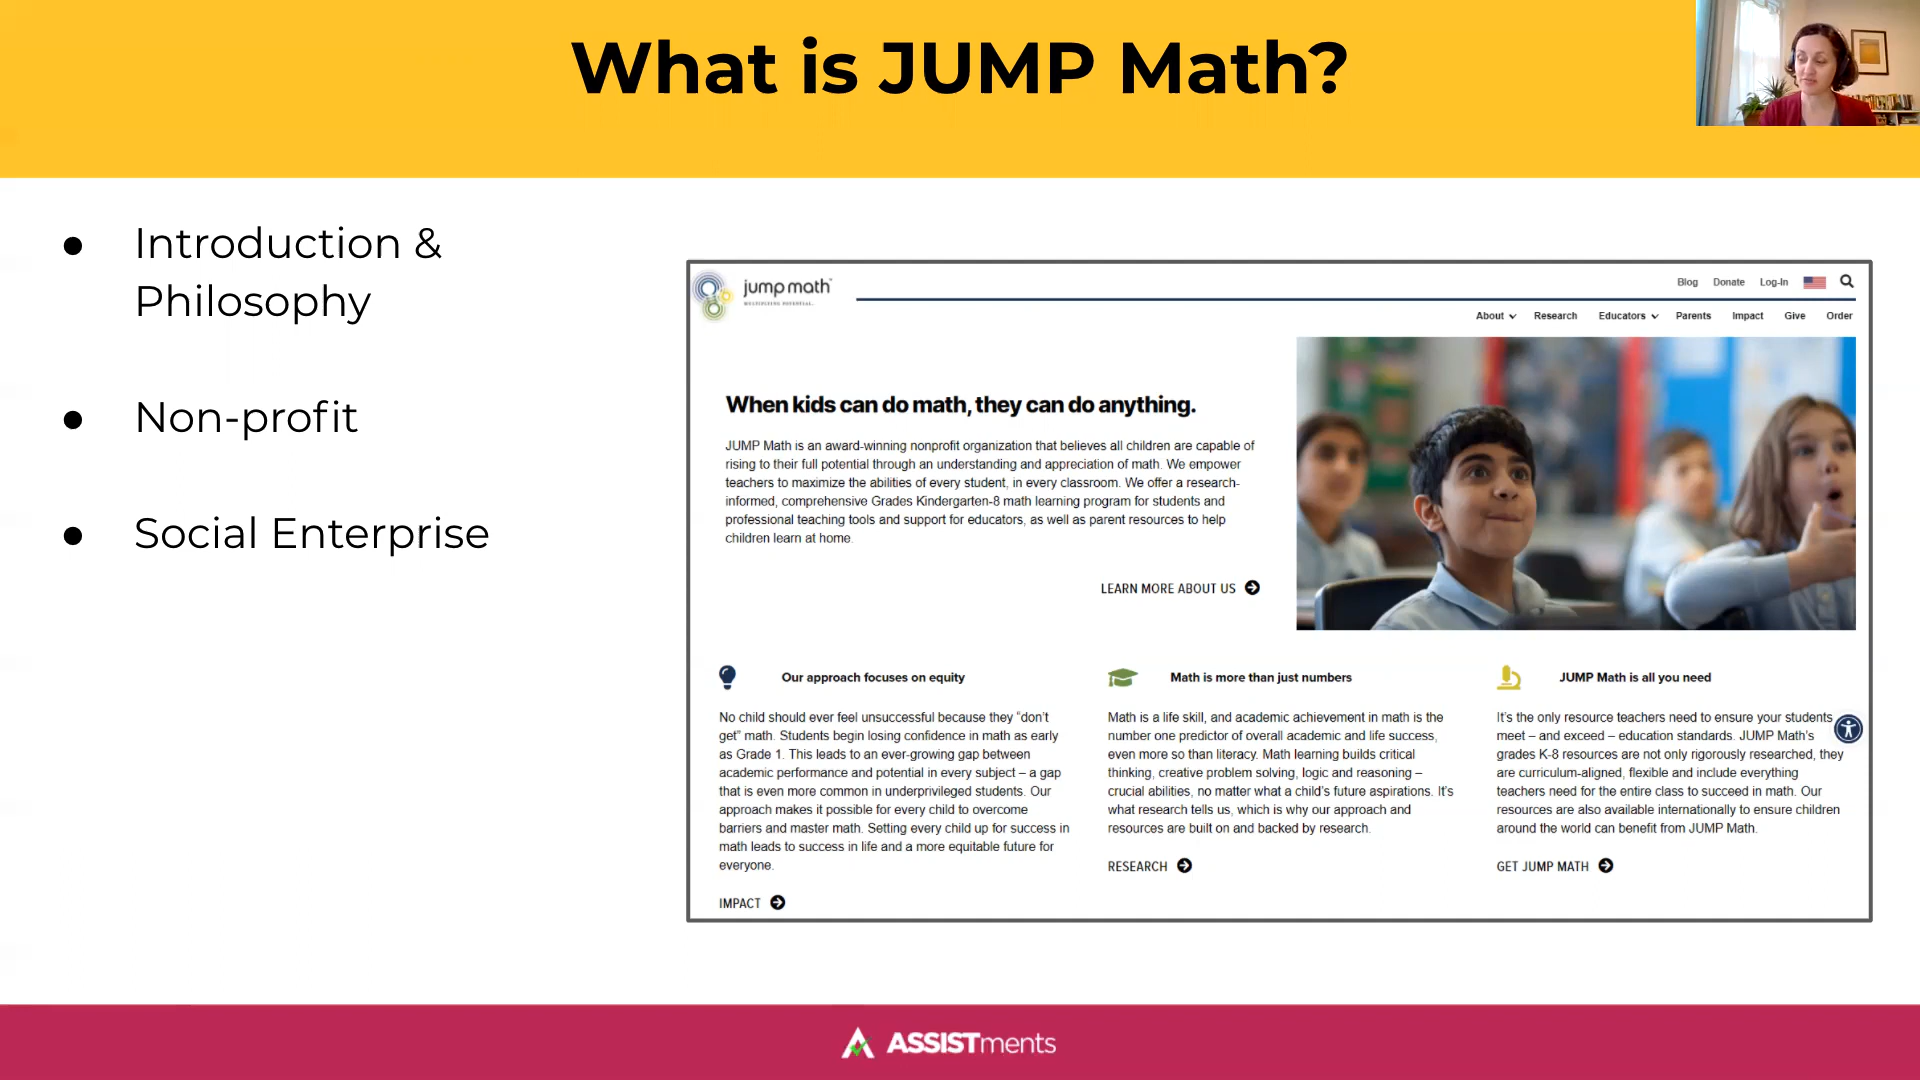 What is JUMP Math?
● Introduction &
Philosophy
● Non-profit
● Social Enterprise
jump math™
MULTIPLYING POTENTIAL.
Blog Donate Log-In
About Research Educators Parents Impact Give Order
When kids can do math, they can do anything.
JUMP Math is an award-winning nonprofit organization that believes all children are capable of
rising to their full potential through an understanding and appreciation of math. We empower
teachers to maximize the abilities of every student, in every classroom. We offer a research-
informed, comprehensive Grades Kindergarten-8 math learning program for students and
professional teaching tools and support for educators, as well as parent resources to help
children learn at home.
LEARN MORE ABOUT US
Our approach focuses on equity
No child should ever feel unsuccessful because they “don’t
get” math. Students begin losing confidence in math as early
as Grade 1. This leads to an ever-growing gap between
academic performance and potential in every subject – a gap
that is even more common in underprivileged students. Our
approach makes it possible for every child to overcome
barriers and master math. Setting every child up for success in
math leads to success in life and a more equitable future for
everyone.
IMPACT
Math is more than just numbers
Math is a life skill, and academic achievement in math is the
number one predictor of overall academic and life success,
even more so than literacy. Math learning builds critical
thinking, creative problem solving, logic and reasoning –
crucial abilities, no matter what a child’s future aspirations. It’s
what research tells us, which is why our approach and
resources are built on and backed by research.
RESEARCH
JUMP Math is all you need
It’s the only resource teachers need to ensure your students
meet – and exceed – education standards. JUMP Math’s
grades K-8 resources are not only rigorously researched, they
are curriculum-aligned, flexible and include everything
teachers need for the entire class to succeed in math. Our
resources are also available internationally to ensure children
around the world can benefit from JUMP Math.
GET JUMP MATH
ASSISTments